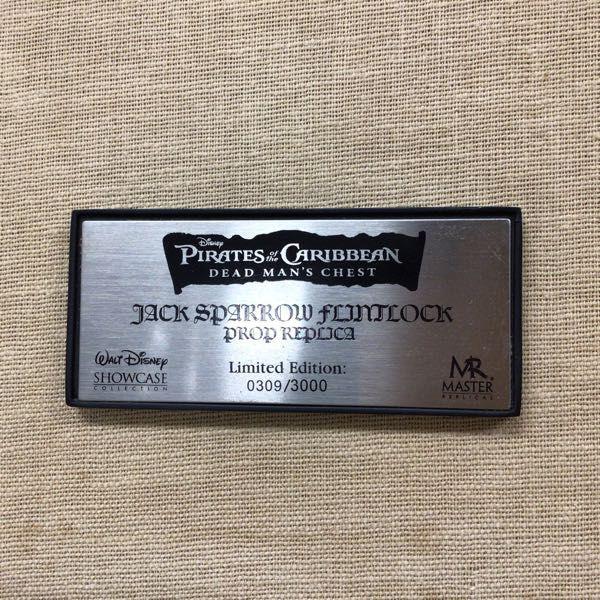 Disney
PIRATES of the CARIBBEAN
DEAD MAN'S CHEST
JACK SPARROW FLINTLOCK
PROP REPLICA
Limited Edition:
0309/3000
WALT DISNEY
SHOWCASE
COLLECTION
MR
MASTER
REPLICAS